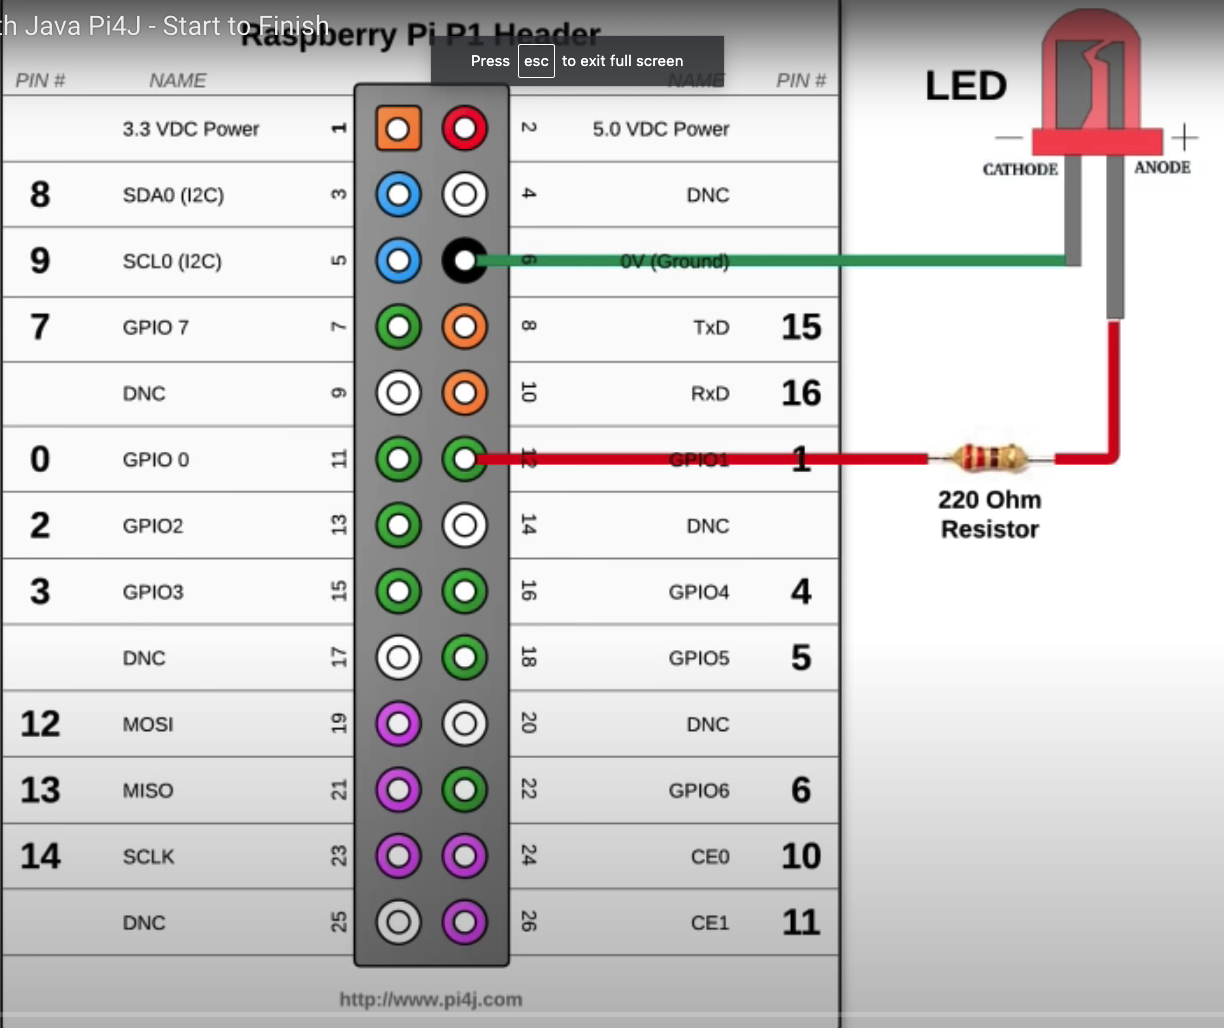 th Java Pi4J - Start to Finish
Raspberry Pi P1 Header
Press esc to exit full screen
PIN # NAME NAME PIN #
3.3 VDC Power 1 2 5.0 VDC Power
8 SDA0 (I2C) 3 4 DNC
9 SCL0 (I2C) 5 6 0V (Ground)
7 GPIO 7 7 8 TxD 15
DNC 9 10 RxD 16
0 GPIO 0 11 12 GPIO1 1
2 GPIO2 13 14 DNC
3 GPIO3 15 16 GPIO4 4
DNC 17 18 GPIO5 5
12 MOSI 19 20 DNC
13 MISO 21 22 GPIO6 6
14 SCLK 23 24 CE0 10
DNC 25 26 CE1 11
http://www.pi4j.com
LED
— +
CATHODE ANODE
220 Ohm
Resistor